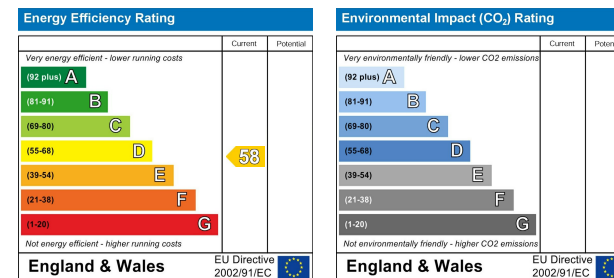 Energy Efficiency Rating
Current Potential
Very energy efficient - lower running costs
(92 plus) A
(81-91) B
(69-80) C
(55-68) D
58
(39-54) E
(21-38) F
(1-20) G
Not energy efficient - higher running costs
England & Wales
EU Directive
2002/91/EC
Environmental Impact (CO₂) Rating
Current Poten
Very environmentally friendly - lower CO2 emissions
(92 plus) A
(81-91) B
(69-80) C
(55-68) D
(39-54) E
(21-38) F
(1-20) G
Not environmentally friendly - higher CO2 emissions
England & Wales
EU Directive
2002/91/EC